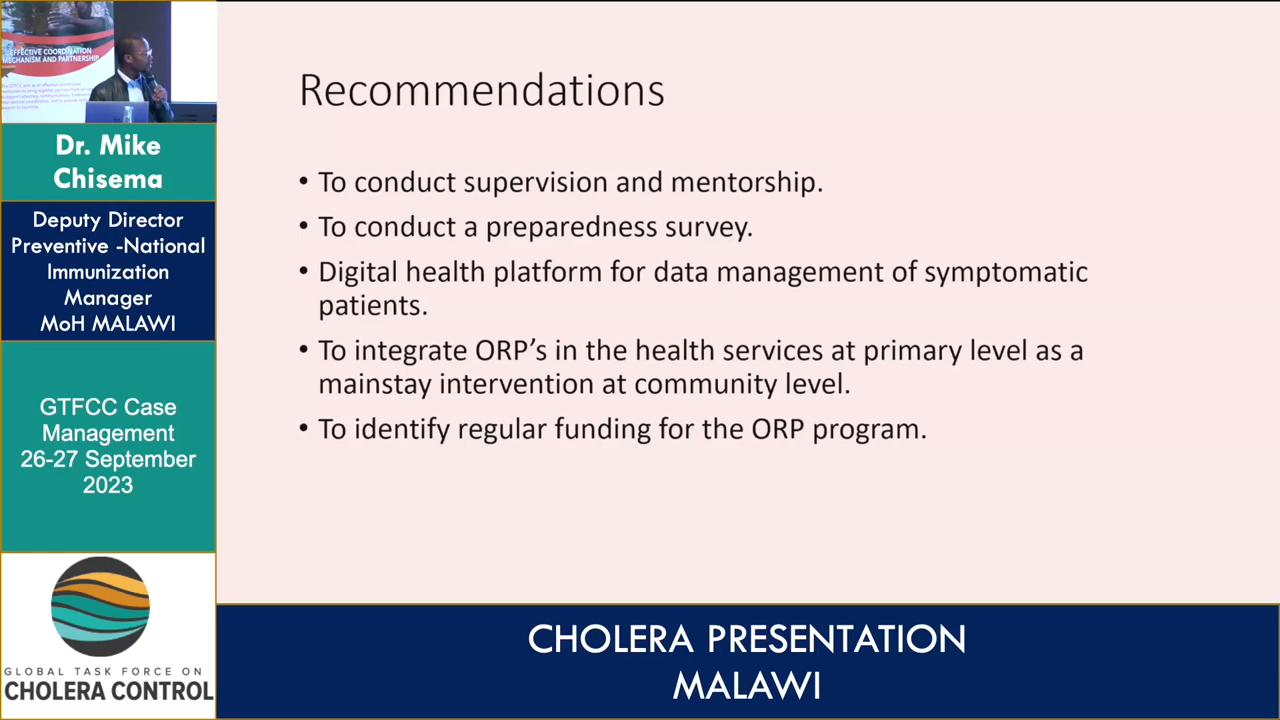 EFFECTIVE COORDINATION
MECHANISM AND PARTNERSHIP
Dr. Mike
Chisema
Deputy Director
Preventive -National
Immunization
Manager
MoH MALAWI
GTFCC Case
Management
26-27 September
2023
GLOBAL TASK FORCE ON
CHOLERA CONTROL
Recommendations
• To conduct supervision and mentorship.
• To conduct a preparedness survey.
• Digital health platform for data management of symptomatic
patients.
• To integrate ORP’s in the health services at primary level as a
mainstay intervention at community level.
• To identify regular funding for the ORP program.
CHOLERA PRESENTATION
MALAWI